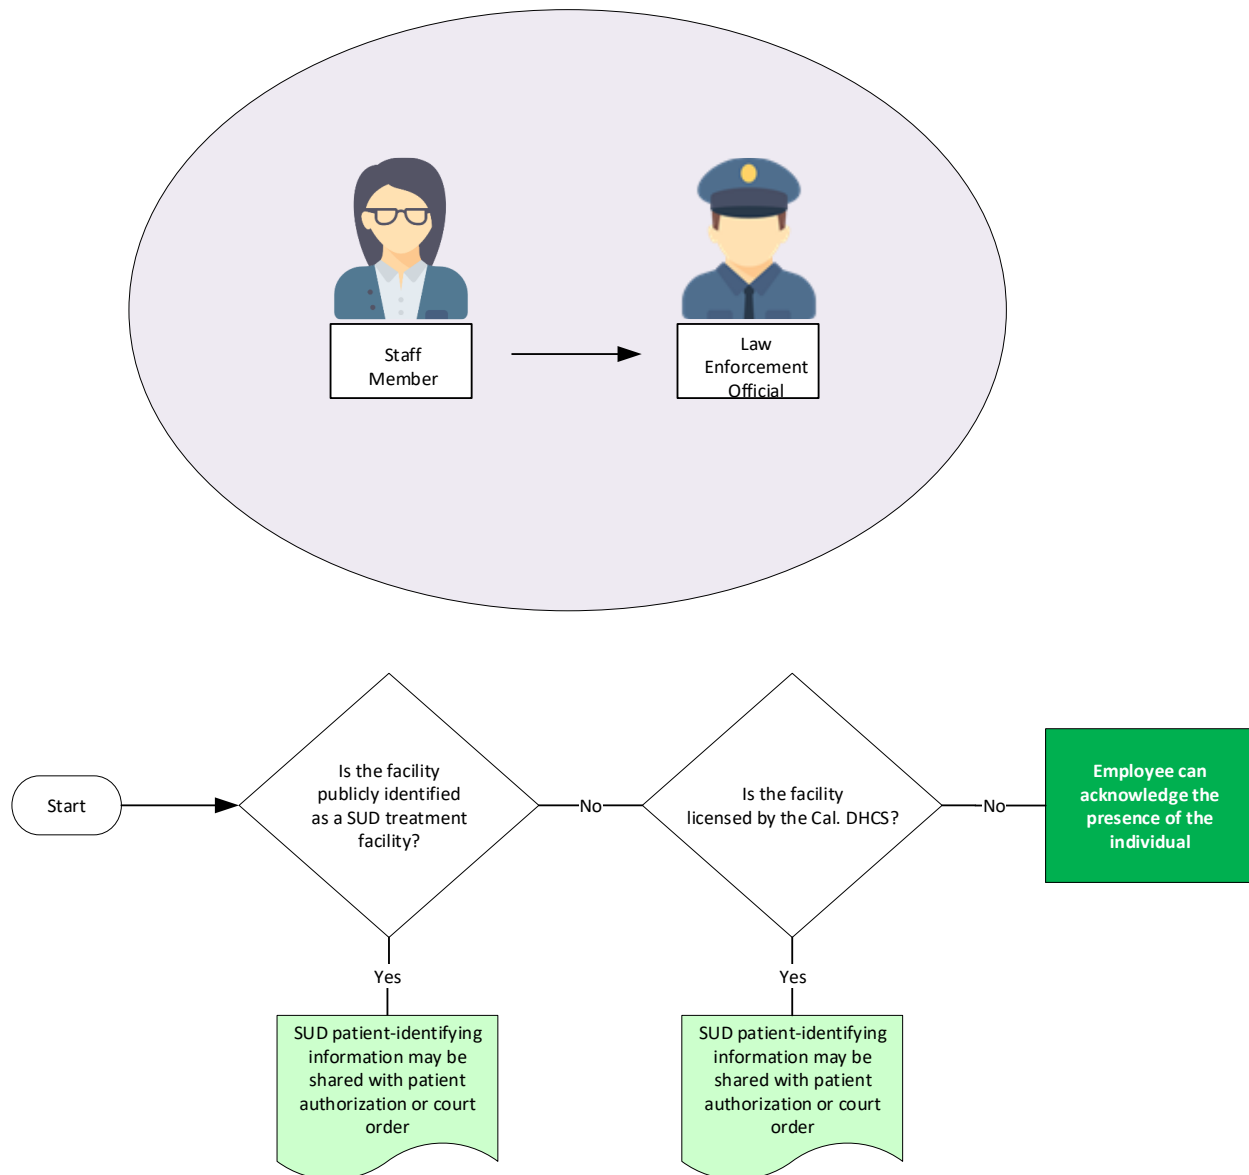 Staff
Member
Law
Enforcement
Official
Start
Is the facility
publicly identified
as a SUD treatment
facility?
No
Is the facility
licensed by the Cal. DHCS?
No
Employee can
acknowledge the
presence of the
individual
Yes
Yes
SUD patient-identifying
information may be
shared with patient
authorization or court
order
SUD patient-identifying
information may be
shared with patient
authorization or court
order